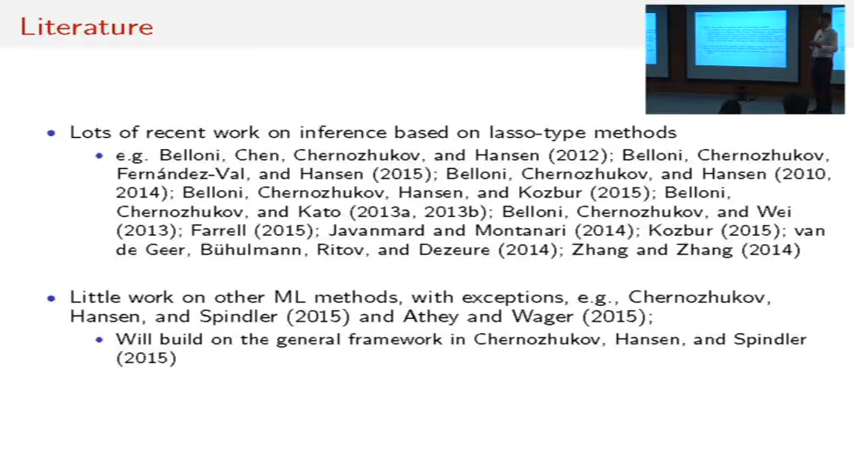 Literature
• Lots of recent work on inference based on lasso-type methods
• e.g. Belloni, Chen, Chernozhukov, and Hansen (2012); Belloni, Chernozhukov,
Fernández-Val, and Hansen (2015); Belloni, Chernozhukov, and Hansen (2010,
2014); Belloni, Chernozhukov, Hansen, and Kozbur (2015); Belloni,
Chernozhukov, and Kato (2013a, 2013b); Belloni, Chernozhukov, and Wei
(2013); Farrell (2015); Javanmard and Montanari (2014); Kozbur (2015); van
de Geer, Bühulmann, Ritov, and Dezeure (2014); Zhang and Zhang (2014)
• Little work on other ML methods, with exceptions, e.g., Chernozhukov,
Hansen, and Spindler (2015) and Athey and Wager (2015);
• Will build on the general framework in Chernozhukov, Hansen, and Spindler
(2015)